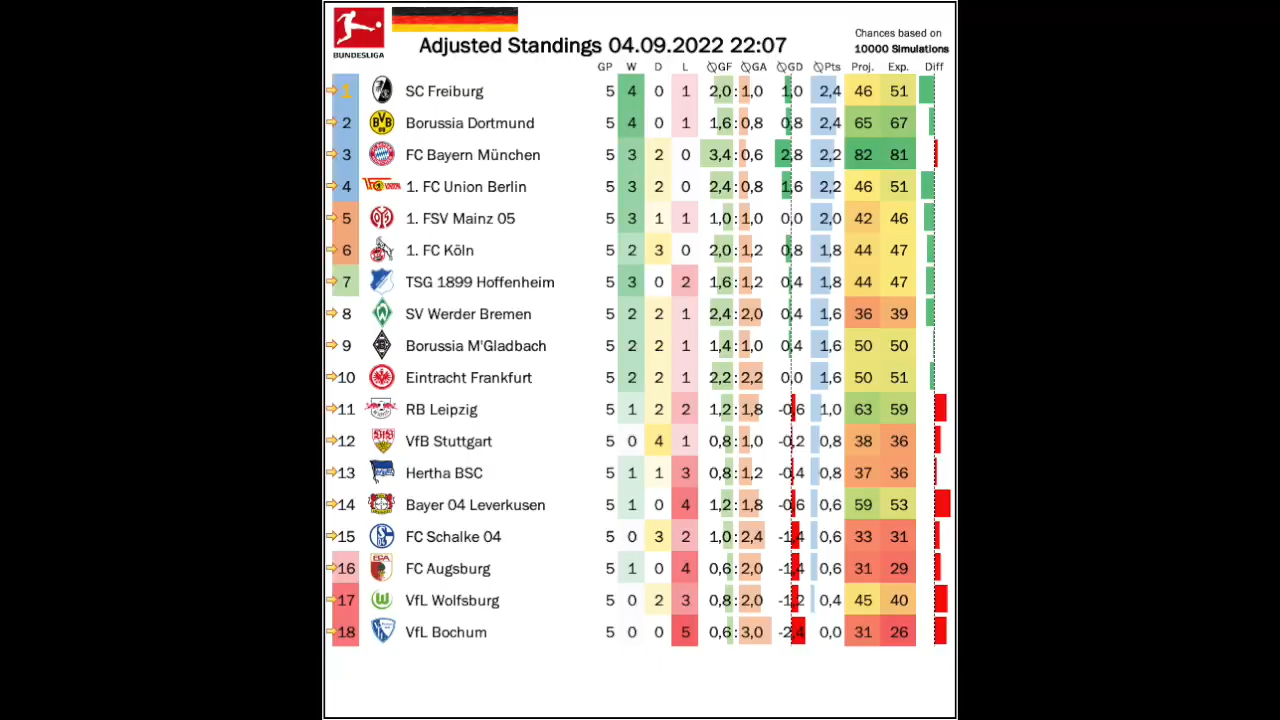 Chances based on
BUNDESLIGA Adjusted Standings 04.09.2022 22:07 10000 Simulations
GP W D L ∅GF ∅GA ∅GD ∅Pts Proj. Exp. Diff
1 SC Freiburg 5 4 0 1 2,0 : 1,0 1,0 2,4 46 51
2 Borussia Dortmund 5 4 0 1 1,6 : 0,8 0,8 2,4 65 67
3 FC Bayern München 5 3 2 0 3,4 : 0,6 2,8 2,2 82 81
4 1. FC Union Berlin 5 3 2 0 2,4 : 0,8 1,6 2,2 46 51
5 1. FSV Mainz 05 5 3 1 1 1,0 : 1,0 0,0 2,0 42 46
6 1. FC Köln 5 2 3 0 2,0 : 1,2 0,8 1,8 44 47
7 TSG 1899 Hoffenheim 5 3 0 2 1,6 : 1,2 0,4 1,8 44 47
8 SV Werder Bremen 5 2 2 1 2,4 : 2,0 0,4 1,6 36 39
9 Borussia M'Gladbach 5 2 2 1 1,4 : 1,0 0,4 1,6 50 50
10 Eintracht Frankfurt 5 2 2 1 2,2 : 2,2 0,0 1,6 50 51
11 RB Leipzig 5 1 2 2 1,2 : 1,8 -0,6 1,0 63 59
12 VfB Stuttgart 5 0 4 1 0,8 : 1,0 -0,2 0,8 38 36
13 Hertha BSC 5 1 1 3 0,8 : 1,2 -0,4 0,8 37 36
14 Bayer 04 Leverkusen 5 1 0 4 1,2 : 1,8 -0,6 0,6 59 53
15 FC Schalke 04 5 0 3 2 1,0 : 2,4 -1,4 0,6 33 31
16 FC Augsburg 5 1 0 4 0,6 : 2,0 -1,4 0,6 31 29
17 VfL Wolfsburg 5 0 2 3 0,8 : 2,0 -1,2 0,4 45 40
18 VfL Bochum 5 0 0 5 0,6 : 3,0 -2,4 0,0 31 26